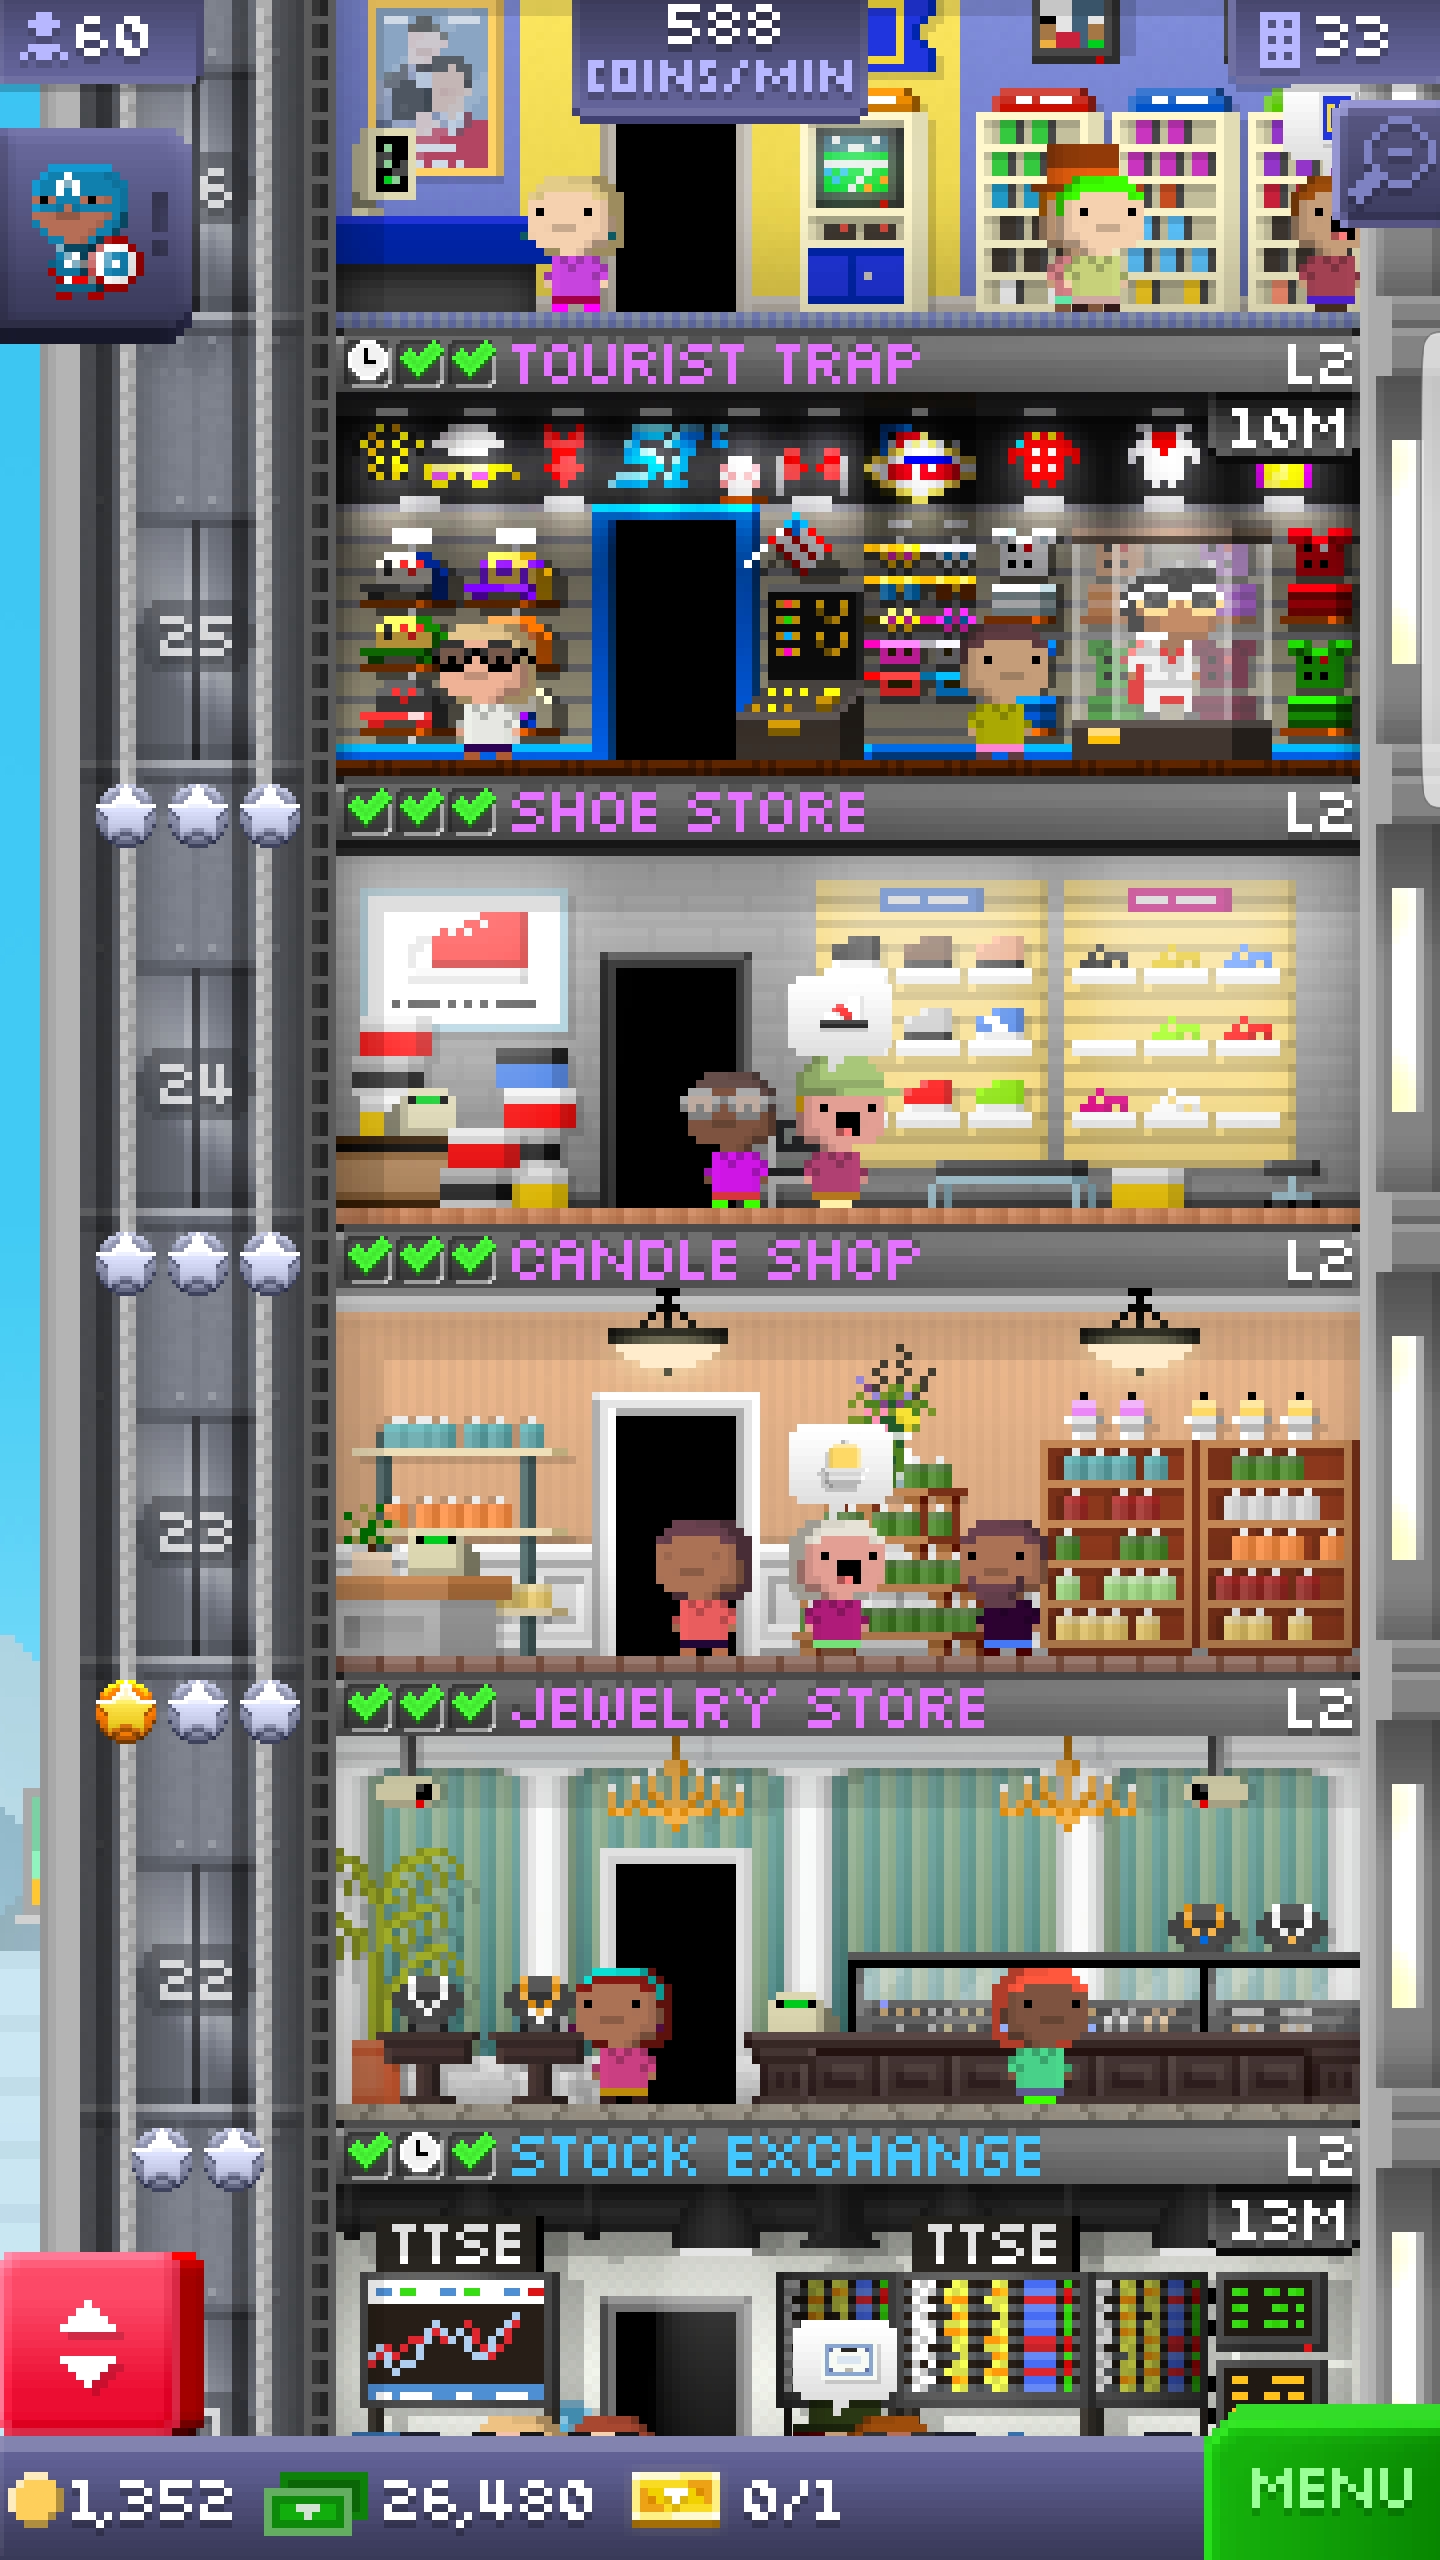 60
588
COINS/MIN
33
6
TOURIST TRAP
L2
10M
25
SHOE STORE
L2
24
CANDLE SHOP
L2
23
JEWELRY STORE
L2
22
STOCK EXCHANGE
L2
13M
TTSE
TTSE
1,352
26,480
0/1
MENU